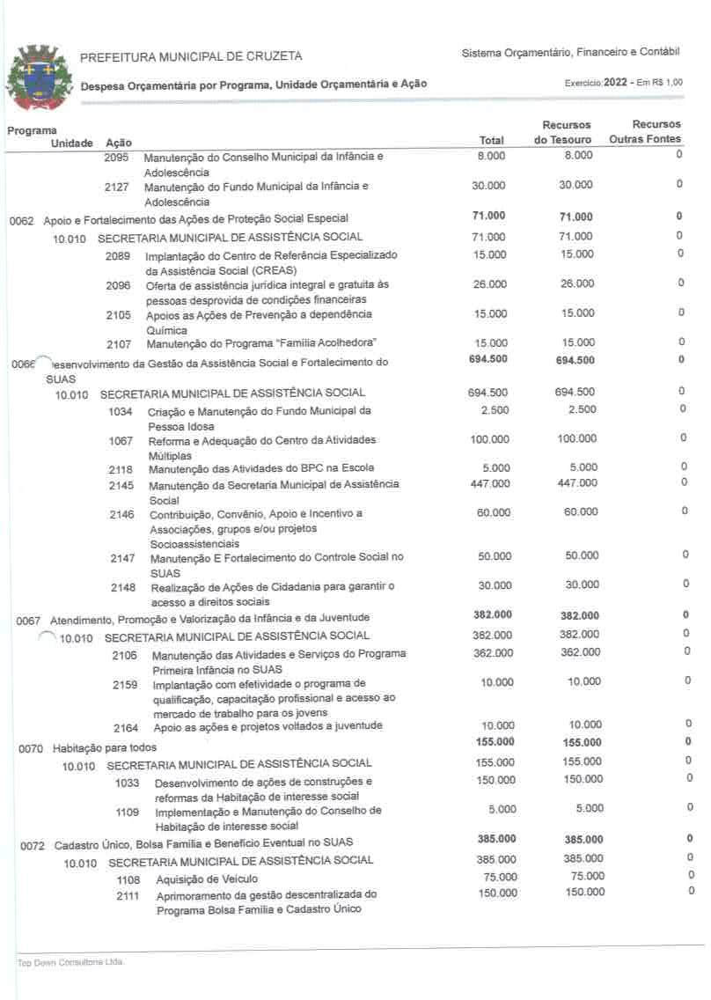 PREFEITURA MUNICIPAL DE CRUZETA
Sistema Orçamentário, Financeiro e Contábil
Despesa Orçamentária por Programa, Unidade Orçamentária e Ação
Exercício: 2022 - Em R$ 1,00
Programa Recursos Recursos
Unidade Ação Total do Tesouro Outras Fontes
2095 Manutenção do Conselho Municipal da Infância e 8.000 8.000 0
Adolescência
2127 Manutenção do Fundo Municipal da Infância e 30.000 30.000 0
Adolescência
0062 Apoio e Fortalecimento das Ações de Proteção Social Especial 71.000 71.000 0
10.010 SECRETARIA MUNICIPAL DE ASSISTÊNCIA SOCIAL 71.000 71.000 0
2089 Implantação do Centro de Referência Especializado 15.000 15.000 0
da Assistência Social (CREAS)
2096 Oferta de assistência jurídica integral e gratuita às 26.000 26.000 0
pessoas desprovida de condições financeiras
2105 Apoios as Ações de Prevenção a dependência 15.000 15.000 0
Química
2107 Manutenção do Programa "Família Acolhedora" 15.000 15.000 0
0066 esenvolvimento da Gestão da Assistência Social e Fortalecimento do 694.500 694.500 0
SUAS
10.010 SECRETARIA MUNICIPAL DE ASSISTÊNCIA SOCIAL 694.500 694.500 0
1034 Criação e Manutenção do Fundo Municipal da 2.500 2.500 0
Pessoa Idosa
1067 Reforma e Adequação do Centro da Atividades 100.000 100.000 0
Múltiplas
2118 Manutenção das Atividades do BPC na Escola 5.000 5.000 0
2145 Manutenção da Secretaria Municipal de Assistência 447.000 447.000 0
Social
2146 Contribuição, Convênio, Apoio e Incentivo a 60.000 60.000 0
Associações, grupos e/ou projetos
Socioassistenciais
2147 Manutenção E Fortalecimento do Controle Social no 50.000 50.000 0
SUAS
2148 Realização de Ações de Cidadania para garantir o 30.000 30.000 0
acesso a direitos sociais
0067 Atendimento, Promoção e Valorização da Infância e da Juventude 382.000 382.000 0
10.010 SECRETARIA MUNICIPAL DE ASSISTÊNCIA SOCIAL 382.000 382.000 0
2106 Manutenção das Atividades e Serviços do Programa 362.000 362.000 0
Primeira Infância no SUAS
2159 Implantação com efetividade o programa de 10.000 10.000 0
qualificação, capacitação profissional e acesso ao
mercado de trabalho para os jovens
2164 Apoio as ações e projetos voltados a juventude 10.000 10.000 0
0070 Habitação para todos 155.000 155.000 0
10.010 SECRETARIA MUNICIPAL DE ASSISTÊNCIA SOCIAL 155.000 155.000 0
1033 Desenvolvimento de ações de construções e 150.000 150.000 0
reformas da Habitação de interesse social
1109 Implementação e Manutenção do Conselho de 5.000 5.000 0
Habitação de interesse social
0072 Cadastro Único, Bolsa Família e Benefício Eventual no SUAS 385.000 385.000 0
10.010 SECRETARIA MUNICIPAL DE ASSISTÊNCIA SOCIAL 385.000 385.000 0
1108 Aquisição de Veículo 75.000 75.000 0
2111 Aprimoramento da gestão descentralizada do 150.000 150.000 0
Programa Bolsa Família e Cadastro Único
Top Down Consultoria Ltda.